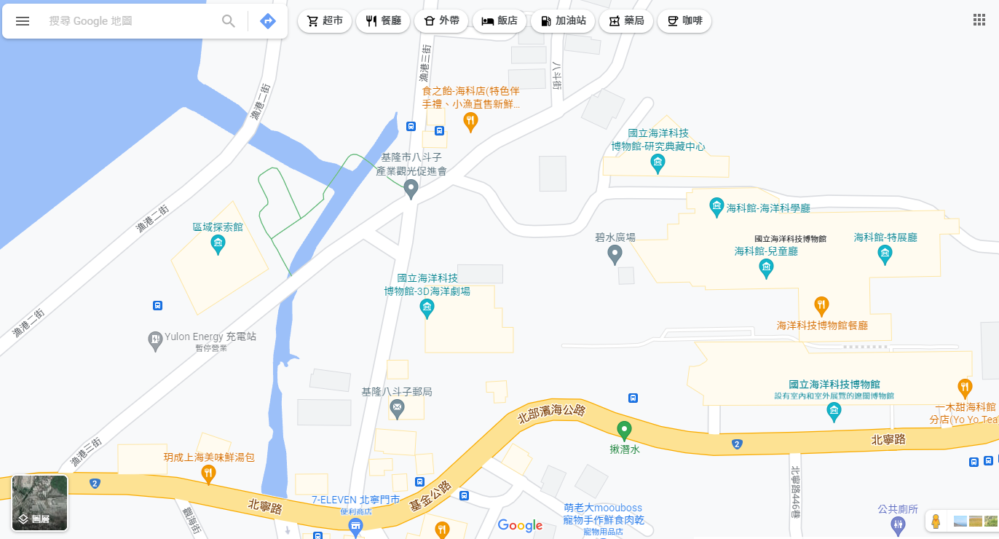 搜尋 Google 地圖
超市
餐廳
外帶
飯店
加油站
藥局
咖啡
漁港三街
八斗街
漁港二街
食之飴-海科店(特色伴
手禮、小漁直售新鮮...
國立海洋科技
博物館-研究典藏中心
基隆市八斗子
產業觀光促進會
漁港二街
區域探索館
海科館-海洋科學廳
碧水廣場
國立海洋科技博物館
海科館-兒童廳
海科館-特展廳
國立海洋科技
博物館-3D海洋劇場
漁港二街
海洋科技博物館餐廳
Yulon Energy 充電站
暫停營業
基隆八斗子郵局
國立海洋科技博物館
設有室內和室外展覽的遼闊博物館
北部濱海公路
一木甜海科館
分店(Yo Yo Tea
2
北寧路
揪潛水
漁港三街
玥成上海美味鮮湯包
2
北寧路
7-ELEVEN 北寧門市
便利商店
基金公路
北寧路446巷
觀海街
圖層
Google
萌老大moouboss
寵物手作鮮食肉乾
寵物用品店
公共廁所